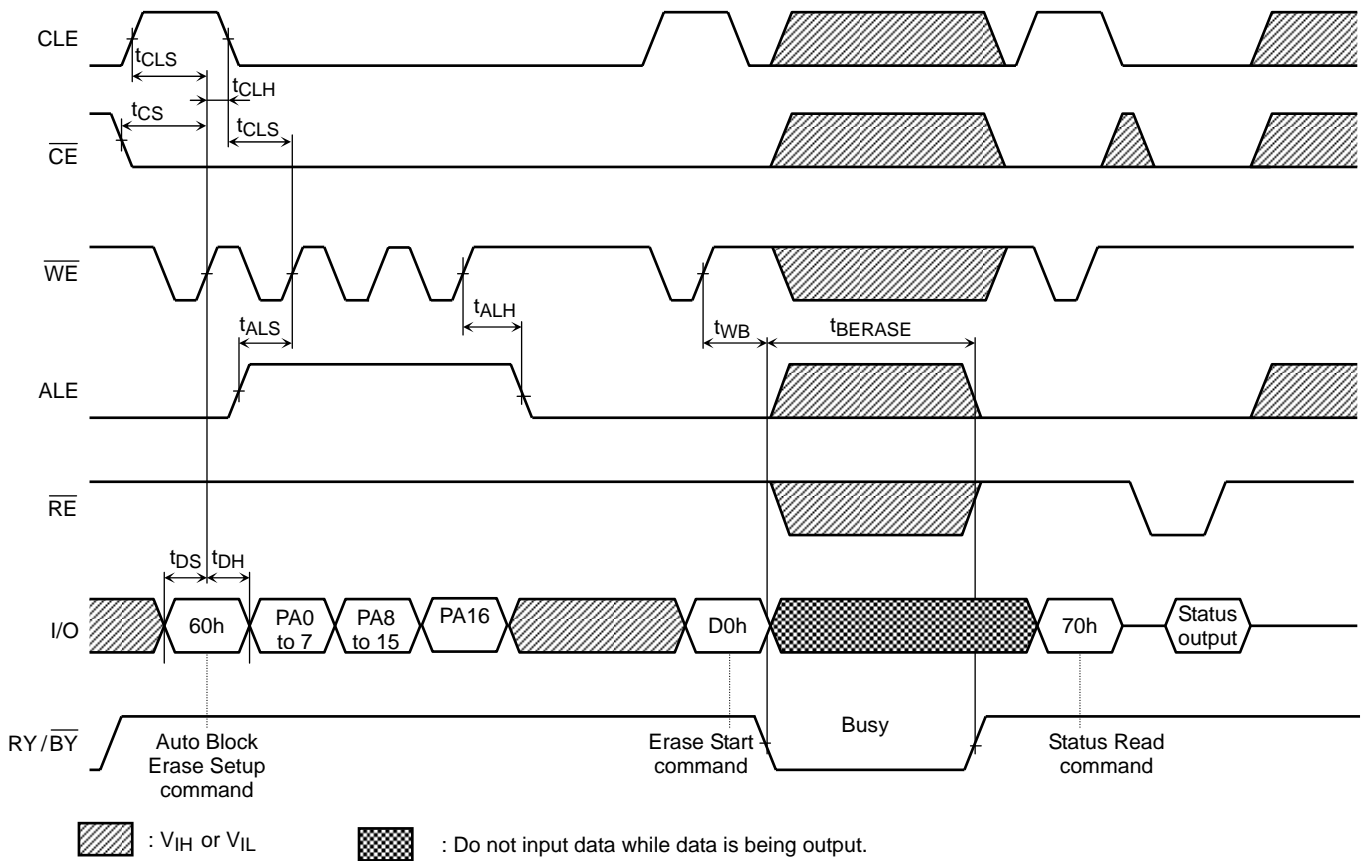 CLE
tCLS
tCLH
tCS
tCLS
CE
WE
tALS
tALH
tWB
tBERASE
ALE
RE
tDS
tDH
I/O
60h
PA0
to 7
PA8
to 15
PA16
D0h
70h
Status
output
RY/BY
Busy
Auto Block
Erase Setup
command
Erase Start
command
Status Read
command
: VIH or VIL
: Do not input data while data is being output.